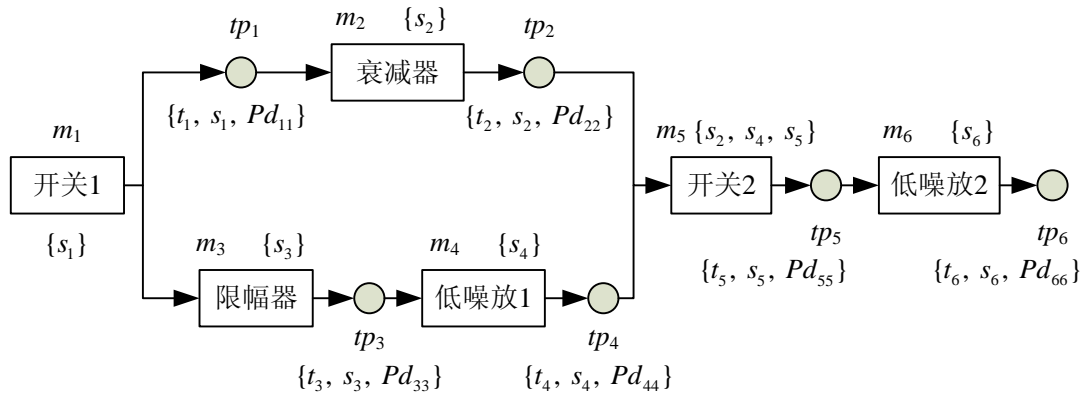 m₂ {s₂}
tp₁
tp₂
衰减器
{t₁, s₁, Pd₁₁}
{t₂, s₂, Pd₂₂}
m₁
m₅ {s₂, s₄, s₅}
m₆ {s₆}
开关1
开关2
低噪放2
{s₁}
m₃ {s₃}
m₄ {s₄}
tp₅
tp₆
{t₅, s₅, Pd₅₅}
{t₆, s₆, Pd₆₆}
限幅器
低噪放1
tp₃
tp₄
{t₃, s₃, Pd₃₃}
{t₄, s₄, Pd₄₄}